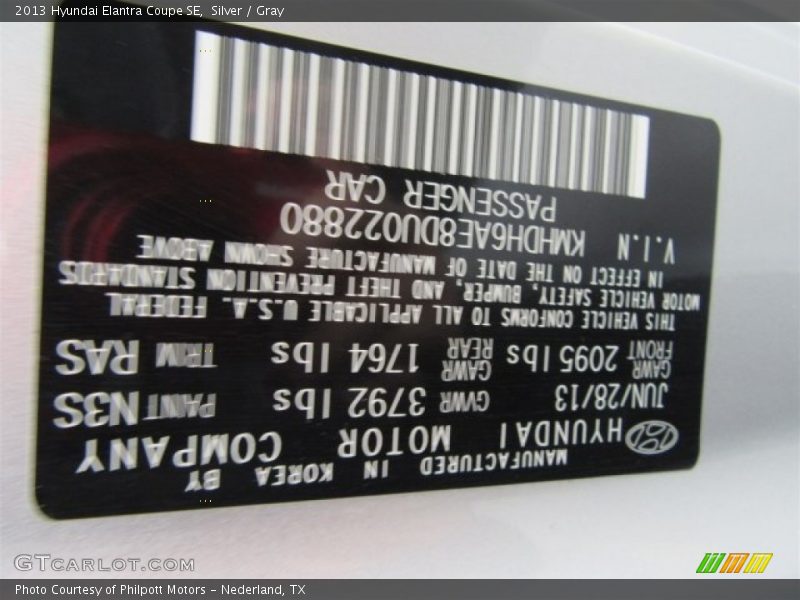 2013 Hyundai Elantra Coupe SE, Silver / Gray
MANUFACTURED IN KOREA BY
HYUNDAI MOTOR COMPANY
JUN/28/13 GVWR 3792 lbs PAINT N3S
GAWR FRONT 2095 lbs GAWR REAR 1764 lbs TRIM RAS
THIS VEHICLE CONFORMS TO ALL APPLICABLE U.S.A. FEDERAL
MOTOR VEHICLE SAFETY, BUMPER, AND THEFT PREVENTION STANDARDS
IN EFFECT ON THE DATE OF MANUFACTURE SHOWN ABOVE
V.I.N KMHDH6AE8DU022880
PASSENGER CAR
GTCARLOT.COM
Photo Courtesy of Philpott Motors - Nederland, TX